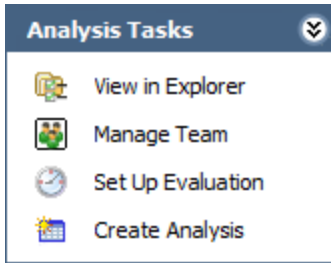 Analysis Tasks
View in Explorer
Manage Team
Set Up Evaluation
Create Analysis